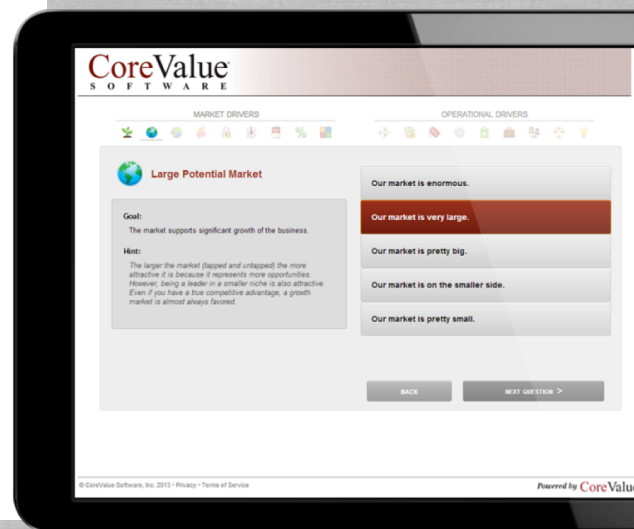 CoreValue
SOFTWARE
MARKET DRIVERS
OPERATIONAL DRIVERS
Large Potential Market
Goal:
The market supports significant growth of the business.
Hint:
The larger the market (tapped and untapped) the more
attractive it is because it represents more opportunities.
However, being a leader in a smaller niche is also attractive.
Even if you have a true competitive advantage, a growth
market is almost always favored.
Our market is enormous.
Our market is very large.
Our market is pretty big.
Our market is on the smaller side.
Our market is pretty small.
BACK
NEXT QUESTION >
© CoreValue Software, Inc. 2013 • Privacy • Terms of Service
Powered by CoreValue